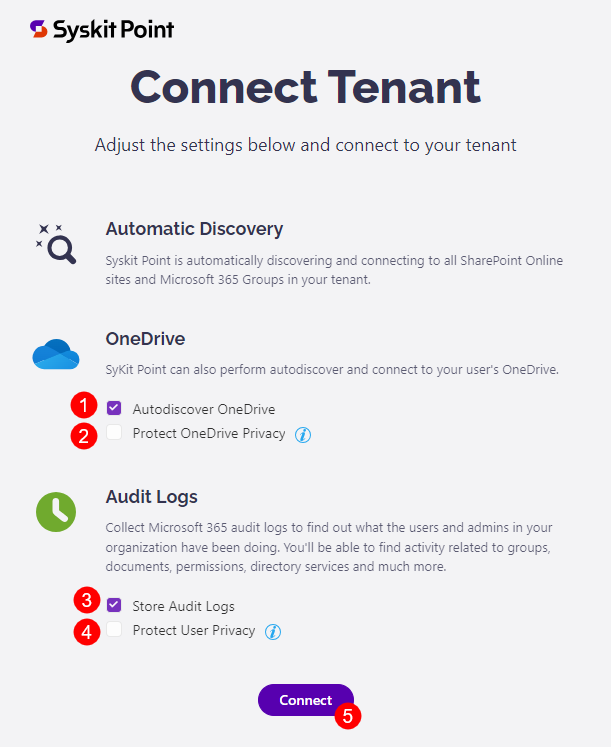 Syskit Point
Connect Tenant
Adjust the settings below and connect to your tenant
Automatic Discovery
Syskit Point is automatically discovering and connecting to all SharePoint Online
sites and Microsoft 365 Groups in your tenant.
OneDrive
SyKit Point can also perform autodiscover and connect to your user's OneDrive.
1 Autodiscover OneDrive
2 Protect OneDrive Privacy i
Audit Logs
Collect Microsoft 365 audit logs to find out what the users and admins in your
organization have been doing. You'll be able to find activity related to groups,
documents, permissions, directory services and much more.
3 Store Audit Logs
4 Protect User Privacy i
Connect
5